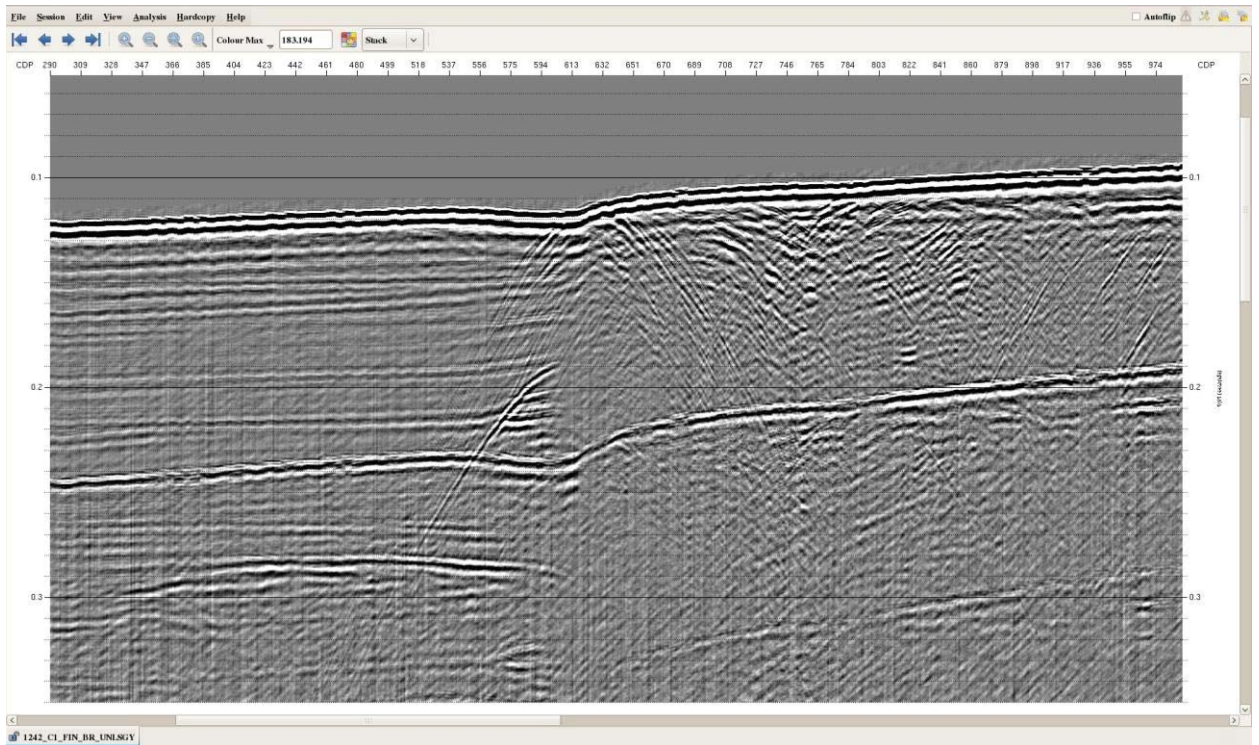 File Session Edit View Analysis Hardcopy Help Autoflip
Colour Max 183.194 Stack
CDP 290 309 328 347 366 385 404 423 442 461 480 499 518 537 556 575 594 613 632 651 670 689 708 727 746 765 784 803 822 841 860 879 898 917 936 955 974 CDP
0.1 0.1
0.2 0.2
0.3 0.3
1242_C1_FIN_BR_UNI.SGY